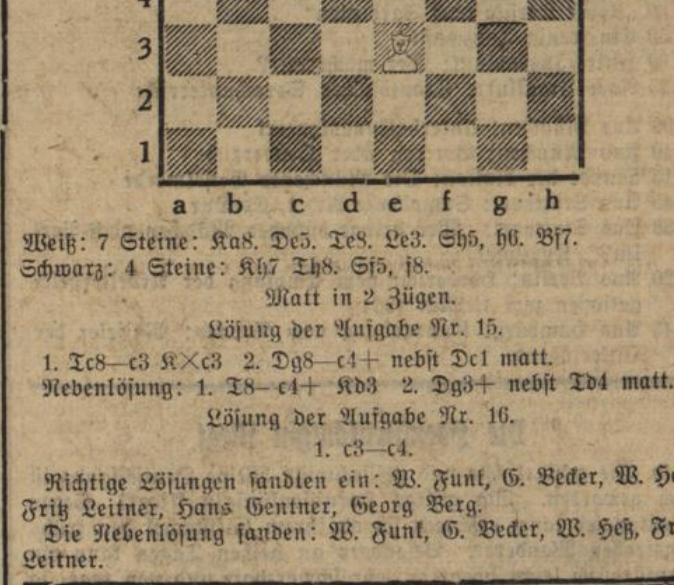 4
3
2
1
a b c d e f g h
Weiß: 7 Steine: Ka8. De5. Te8. Le3. Sh5, h6. Bf7.
Schwarz: 4 Steine: Kh7 Th8. Sf5, f8.
Matt in 2 Zügen.
Lösung der Aufgabe Nr. 15.
1. Tc8—c3 K×c3 2. Dg8—c4+ nebst Dc1 matt.
Nebenlösung: 1. T8–c4+ Kd3 2. Dg3+ nebst Td4 matt.
Lösung der Aufgabe Nr. 16.
1. c3—c4.
Richtige Lösungen sandten ein: W. Funk, G. Becker, W. He
Fritz Leitner, Hans Gentner, Georg Berg.
Die Nebenlösung fanden: W. Funk, G. Becker, W. Heß, Fr
Leitner.